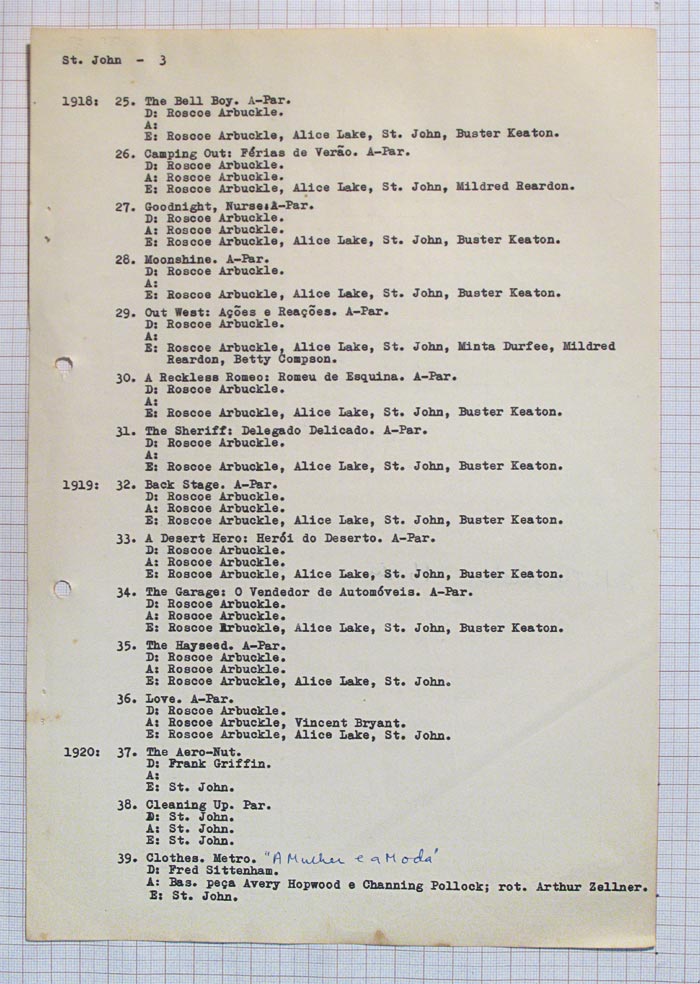 St. John - 3
1918: 25. The Bell Boy. A-Par.
D: Roscoe Arbuckle.
A:
E: Roscoe Arbuckle, Alice Lake, St. John, Buster Keaton.
26. Camping Out: Férias de Verão. A-Par.
D: Roscoe Arbuckle.
A: Roscoe Arbuckle.
E: Roscoe Arbuckle, Alice Lake, St. John, Mildred Reardon.
27. Goodnight, Nurse:A-Par.
D: Roscoe Arbuckle.
A: Roscoe Arbuckle.
E: Roscoe Arbuckle, Alice Lake, St. John, Buster Keaton.
28. Moonshine. A-Par.
D: Roscoe Arbuckle.
A:
E: Roscoe Arbuckle, Alice Lake, St. John, Buster Keaton.
29. Out West: Ações e Reações. A-Par.
D: Roscoe Arbuckle.
A:
E: Roscoe Arbuckle, Alice Lake, St. John, Minta Durfee, Mildred
Reardon, Betty Compson.
30. A Reckless Romeo: Romeu de Esquina. A-Par.
D: Roscoe Arbuckle.
A:
E: Roscoe Arbuckle, Alice Lake, St. John, Buster Keaton.
31. The Sheriff: Delegado Delicado. A-Par.
D: Roscoe Arbuckle.
A:
E: Roscoe Arbuckle, Alice Lake, St. John, Buster Keaton.
1919: 32. Back Stage. A-Par.
D: Roscoe Arbuckle.
A: Roscoe Arbuckle.
E: Roscoe Arbuckle, Alice Lake, St. John, Buster Keaton.
33. A Desert Hero: Herói do Deserto. A-Par.
D: Roscoe Arbuckle.
A: Roscoe Arbuckle.
E: Roscoe Arbuckle, Alice Lake, St. John, Buster Keaton.
34. The Garage: O Vendedor de Automóveis. A-Par.
D: Roscoe Arbuckle.
A: Roscoe Arbuckle.
E: Roscoe Arbuckle, Alice Lake, St. John, Buster Keaton.
35. The Hayseed. A-Par.
D: Roscoe Arbuckle.
A: Roscoe Arbuckle.
E: Roscoe Arbuckle, Alice Lake, St. John.
36. Love. A-Par.
D: Roscoe Arbuckle.
A: Roscoe Arbuckle, Vincent Bryant.
E: Roscoe Arbuckle, Alice Lake, St. John.
1920: 37. The Aero-Nut.
D: Frank Griffin.
A:
E: St. John.
38. Cleaning Up. Par.
D: St. John.
A: St. John.
E: St. John.
39. Clothes. Metro. "A Mulher e a Moda"
D: Fred Sittenham.
A: Bas. peça Avery Hopwood e Channing Pollock; rot. Arthur Zellner.
E: St. John.